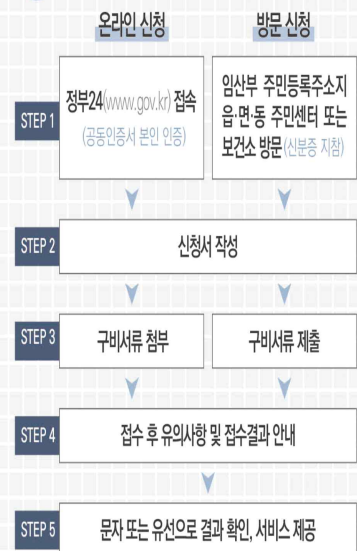 온라인 신청
방문 신청
STEP 1
정부24(www.gov.kr) 접속
(공동인증서 본인 인증)
임산부 주민등록주소지
읍·면·동 주민센터 또는
보건소 방문(신분증 지참)
STEP 2
신청서 작성
STEP 3
구비서류 첨부
구비서류 제출
STEP 4
접수 후 유의사항 및 접수결과 안내
STEP 5
문자 또는 유선으로 결과 확인, 서비스 제공